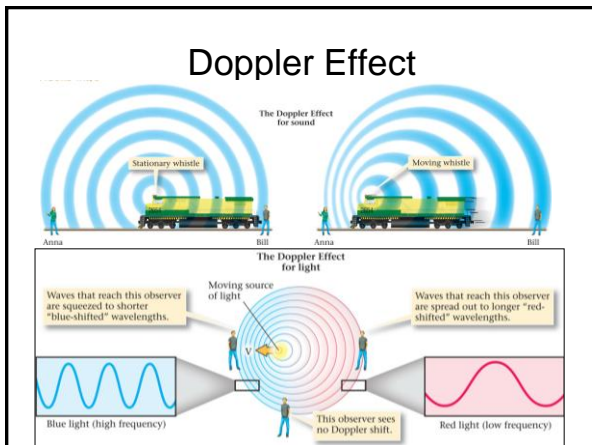 Doppler Effect
The Doppler Effect
for sound
Stationary whistle
Moving whistle
Anna
Bill
Anna
Bill
The Doppler Effect
for light
Waves that reach this observer
are squeezed to shorter
"blue-shifted" wavelengths.
Moving source
of light
Waves that reach this observer
are spread out to longer "red-
shifted" wavelengths.
V
Blue light (high frequency)
This observer sees
no Doppler shift.
Red light (low frequency)